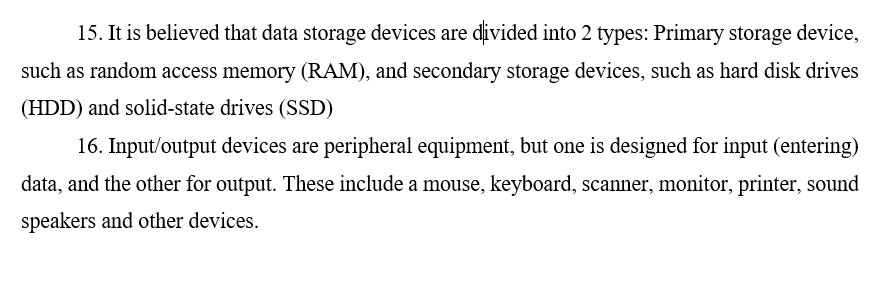 15. It is believed that data storage devices are divided into 2 types: Primary storage device,
such as random access memory (RAM), and secondary storage devices, such as hard disk drives
(HDD) and solid-state drives (SSD)
16. Input/output devices are peripheral equipment, but one is designed for input (entering)
data, and the other for output. These include a mouse, keyboard, scanner, monitor, printer, sound
speakers and other devices.